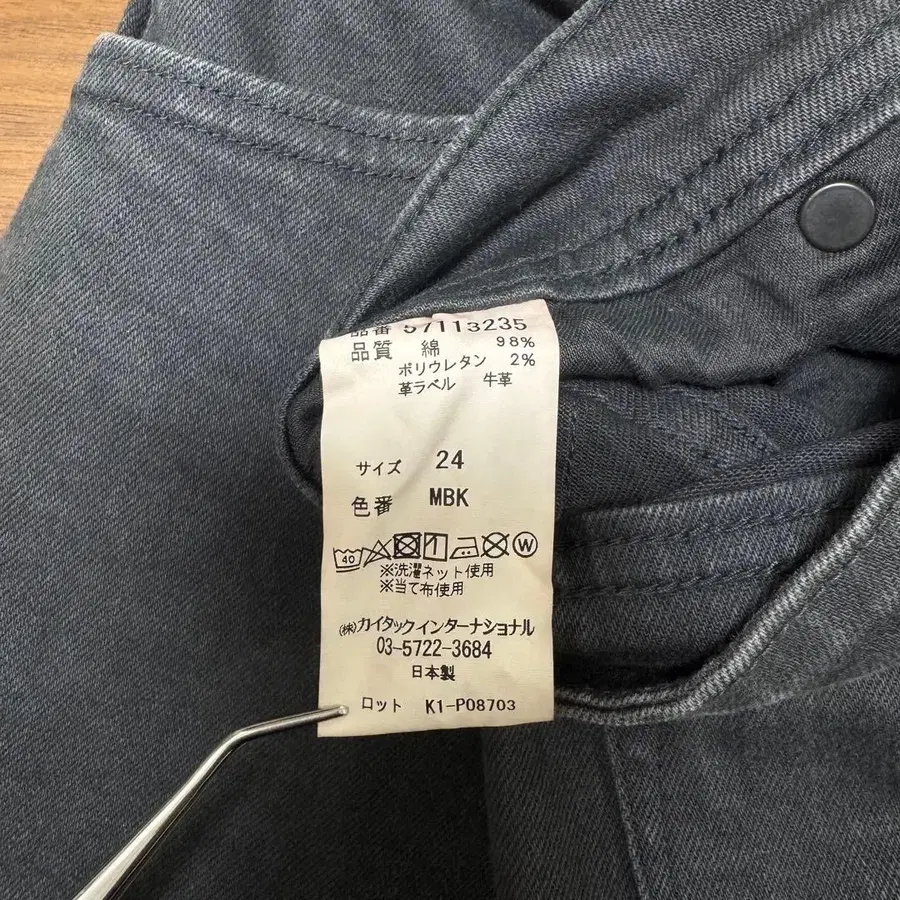 品番 57113235
品質 綿 98%
ポリウレタン 2%
革ラベル 牛革
サイズ 24
色番 MBK
40 1 W
※洗濯ネット使用
※当て布使用
(株)カイタックインターナショナル
03-5722-3684
日本製
ロット K1-P08703